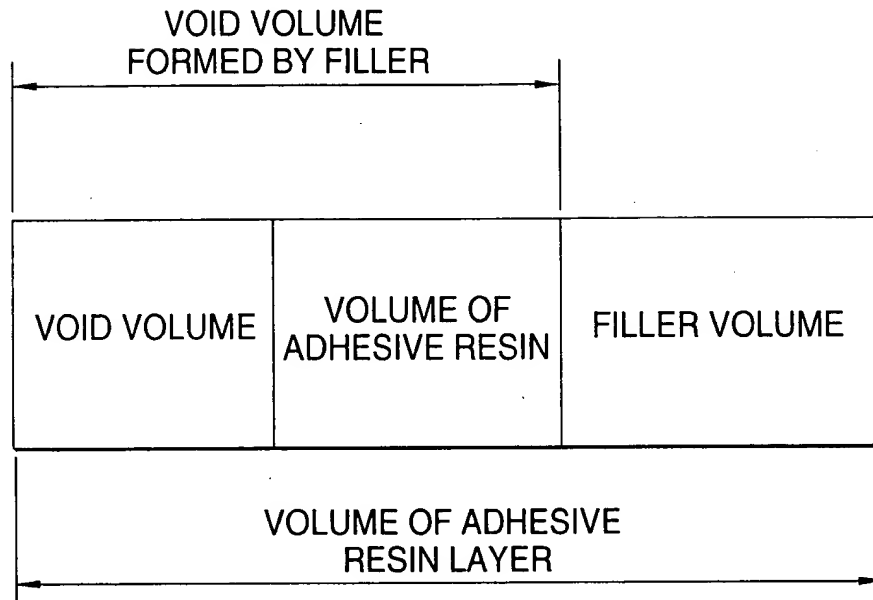 VOID VOLUME
FORMED BY FILLER
VOID VOLUME
VOLUME OF
ADHESIVE RESIN
FILLER VOLUME
VOLUME OF ADHESIVE
RESIN LAYER